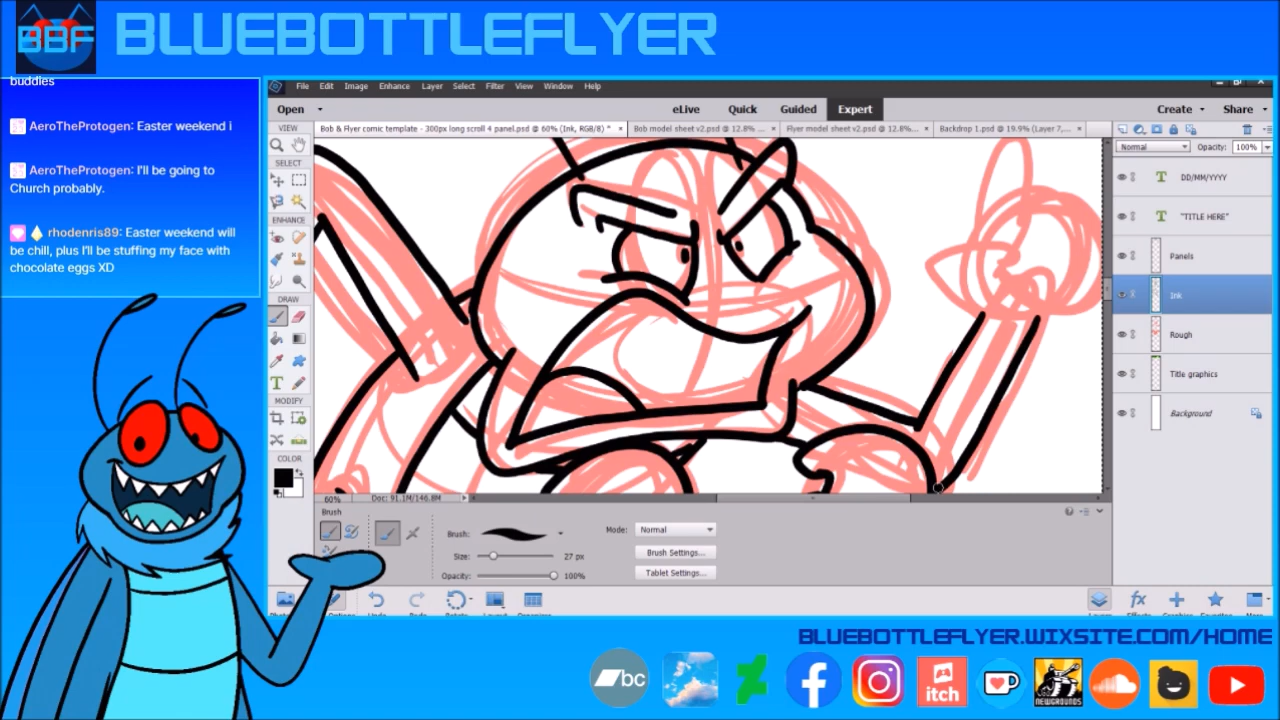 BBF
BLUEBOTTLEFLYER
buddies
AeroTheProtogen: Easter weekend i
AeroTheProtogen: I'll be going to
Church probably.
rhodenris89: Easter weekend will
be chill, plus I'll be stuffing my face with
chocolate eggs XD
File Edit Image Enhance Layer Select Filter View Window Help
Open eLive Quick Guided Expert Create Share
Bob & Flyer comic template - 300px long scroll 4 panel.psd @ 60% (Ink, RGB/8) * × Bob model sheet v2.psd @ 12.8% ... × Flyer model sheet v2.psd @ 12.8%... × Backdrop 1.psd @ 19.9% (Layer 7,... ×
VIEW
SELECT
ENHANCE
DRAW
MODIFY
COLOR
Normal Opacity: 100%
DD/MM/YYYY
"TITLE HERE"
Panels
Ink
Rough
Title graphics
Background
60% Doc: 91.1M/146.8M
Brush
Brush: Mode: Normal
Size: 27 px Brush Settings...
Opacity: 100% Tablet Settings...
BLUEBOTTLEFLYER.WIXSITE.COM/HOME
bc
itch
NEWGROUNDS